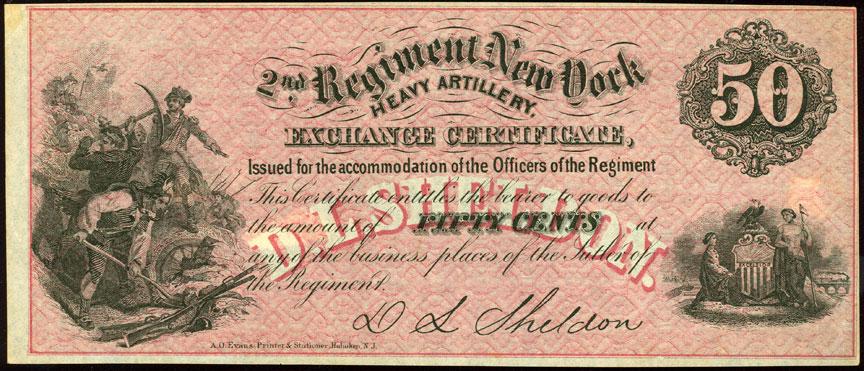 2nd Regiment New York
HEAVY ARTILLERY.
50
EXCHANGE CERTIFICATE,
Issued for the accommodation of the Officers of the Regiment
This Certificate entitles the bearer to goods to
the amount of FIFTY CENTS at
any of the business places of the Sutler of
the Regiment.
D. L. SHELDON.
D L Sheldon
A.O. Evans, Printer & Stationer, Hoboken, N.J.